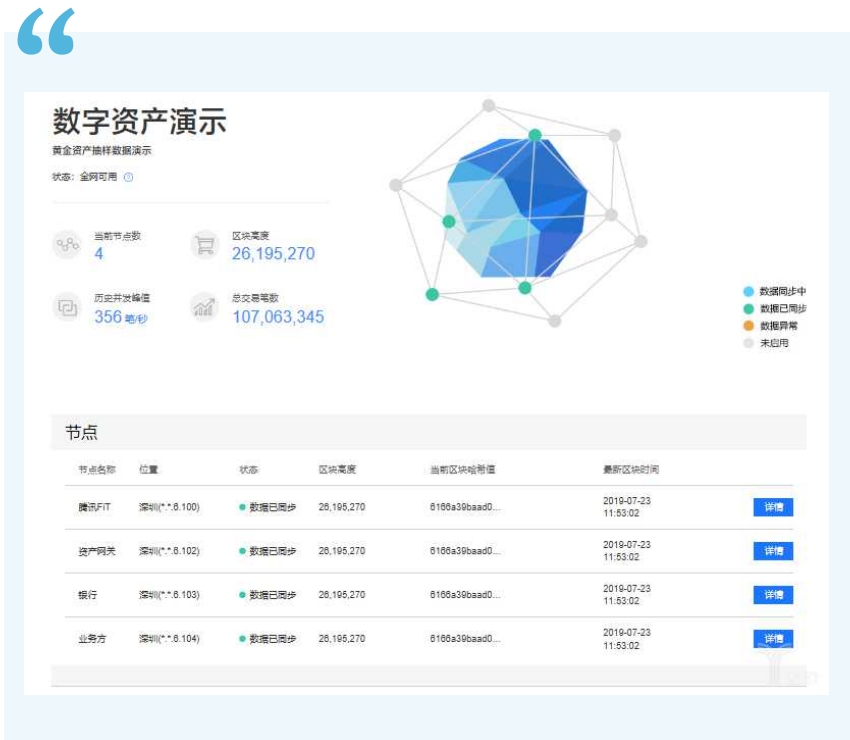 “
数字资产演示
黄金资产抽样数据演示
状态: 全网可用 ?
当前节点数
4
区块高度
26,195,270
历史并发峰值
356 笔/秒
总交易笔数
107,063,345
数据同步中
数据已同步
数据异常
未启用
节点
节点名称 位置 状态 区块高度 当前区块哈希值 最新区块时间
腾讯FiT 深圳(*.*.6.100) 数据已同步 26,195,270 6166a39baad0... 2019-07-23 11:53:02 详情
资产网关 深圳(*.*.6.102) 数据已同步 26,195,270 6166a39baad0... 2019-07-23 11:53:02 详情
银行 深圳(*.*.6.103) 数据已同步 26,195,270 6166a39baad0... 2019-07-23 11:53:02 详情
业务方 深圳(*.*.6.104) 数据已同步 26,195,270 6166a39baad0... 2019-07-23 11:53:02 详情